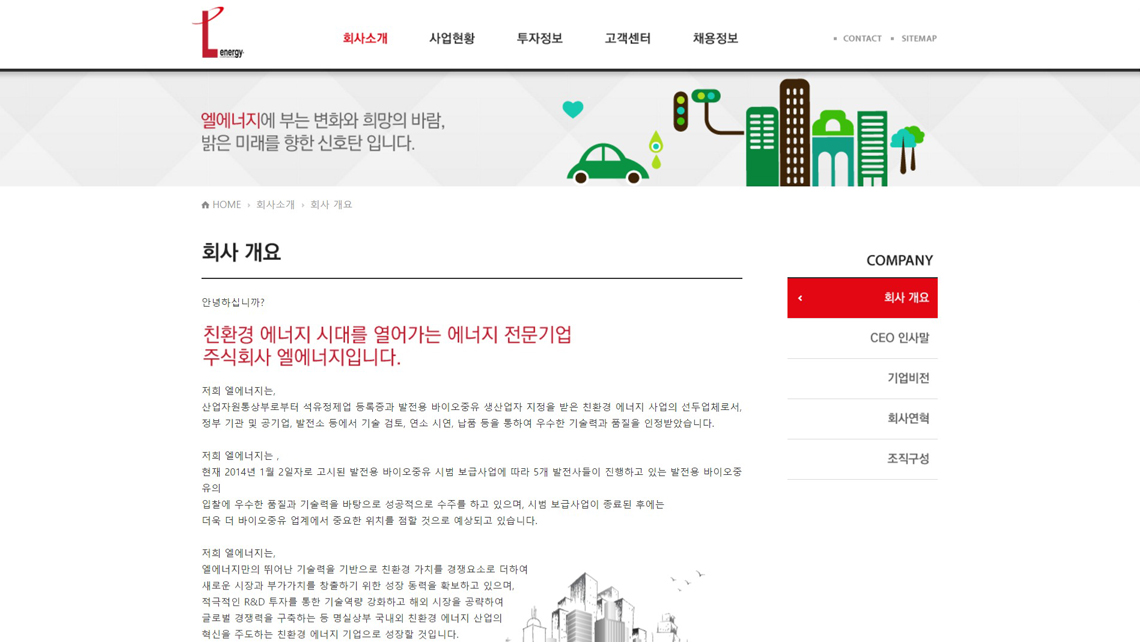 energy
회사소개
사업현황
투자정보
고객센터
채용정보
CONTACT
SITEMAP
엘에너지에 부는 변화와 희망의 바람,
밝은 미래를 향한 신호탄 입니다.
HOME › 회사소개 › 회사 개요
회사 개요
안녕하십니까?
친환경 에너지 시대를 열어가는 에너지 전문기업
주식회사 엘에너지입니다.
저희 엘에너지는,
산업자원통상부로부터 석유정제업 등록증과 발전용 바이오중유 생산업자 지정을 받은 친환경 에너지 사업의 선두업체로서,
정부 기관 및 공기업, 발전소 등에서 기술 검토, 연소 시연, 납품 등을 통하여 우수한 기술력과 품질을 인정받았습니다.
저희 엘에너지는 ,
현재 2014년 1월 2일자로 고시된 발전용 바이오중유 시범 보급사업에 따라 5개 발전사들이 진행하고 있는 발전용 바이오중
유의
입찰에 우수한 품질과 기술력을 바탕으로 성공적으로 수주를 하고 있으며, 시범 보급사업이 종료된 후에는
더욱 더 바이오중유 업계에서 중요한 위치를 점할 것으로 예상되고 있습니다.
저희 엘에너지는,
엘에너지만의 뛰어난 기술력을 기반으로 친환경 가치를 경쟁요소로 더하여
새로운 시장과 부가가치를 창출하기 위한 성장 동력을 확보하고 있으며,
적극적인 R&D 투자를 통한 기술역량 강화하고 해외 시장을 공략하여
글로벌 경쟁력을 구축하는 등 명실상부 국내외 친환경 에너지 산업의
혁신을 주도하는 친환경 에너지 기업으로 성장할 것입니다.
COMPANY
‹ 회사 개요
CEO 인사말
기업비전
회사연혁
조직구성